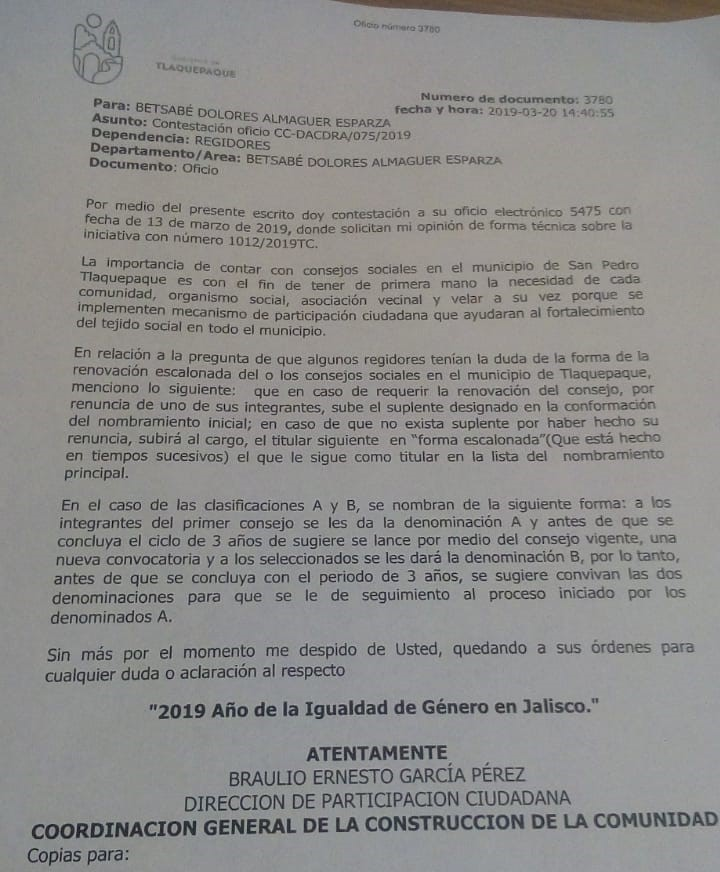 Oficio número 3780
GOBIERNO DE
TLAQUEPAQUE
Numero de documento: 3780
fecha y hora: 2019-03-20 14:40:55
Para: BETSABÉ DOLORES ALMAGUER ESPARZA
Asunto: Contestación oficio CC-DACDRA/075/2019
Dependencia: REGIDORES
Departamento/Area: BETSABÉ DOLORES ALMAGUER ESPARZA
Documento: Oficio
Por medio del presente escrito doy contestación a su oficio electrónico 5475 con
fecha de 13 de marzo de 2019, donde solicitan mi opinión de forma técnica sobre la
iniciativa con número 1012/2019TC.
La importancia de contar con consejos sociales en el municipio de San Pedro
Tlaquepaque es con el fin de tener de primera mano la necesidad de cada
comunidad, organismo social, asociación vecinal y velar a su vez porque se
implementen mecanismo de participación ciudadana que ayudaran al fortalecimiento
del tejido social en todo el municipio.
En relación a la pregunta de que algunos regidores tenían la duda de la forma de la
renovación escalonada del o los consejos sociales en el municipio de Tlaquepaque,
menciono lo siguiente: que en caso de requerir la renovación del consejo, por
renuncia de uno de sus integrantes, sube el suplente designado en la conformación
del nombramiento inicial; en caso de que no exista suplente por haber hecho su
renuncia, subirá al cargo, el titular siguiente en "forma escalonada"(Que está hecho
en tiempos sucesivos) el que le sigue como titular en la lista del nombramiento
principal.
En el caso de las clasificaciones A y B, se nombran de la siguiente forma: a los
integrantes del primer consejo se les da la denominación A y antes de que se
concluya el ciclo de 3 años de sugiere se lance por medio del consejo vigente, una
nueva convocatoria y a los seleccionados se les dará la denominación B, por lo tanto,
antes de que se concluya con el periodo de 3 años, se sugiere convivan las dos
denominaciones para que se le de seguimiento al proceso iniciado por los
denominados A.
Sin más por el momento me despido de Usted, quedando a sus órdenes para
cualquier duda o aclaración al respecto
"2019 Año de la Igualdad de Género en Jalisco."
ATENTAMENTE
BRAULIO ERNESTO GARCÍA PÉREZ
DIRECCION DE PARTICIPACION CIUDADANA
COORDINACION GENERAL DE LA CONSTRUCCION DE LA COMUNIDAD
Copias para: